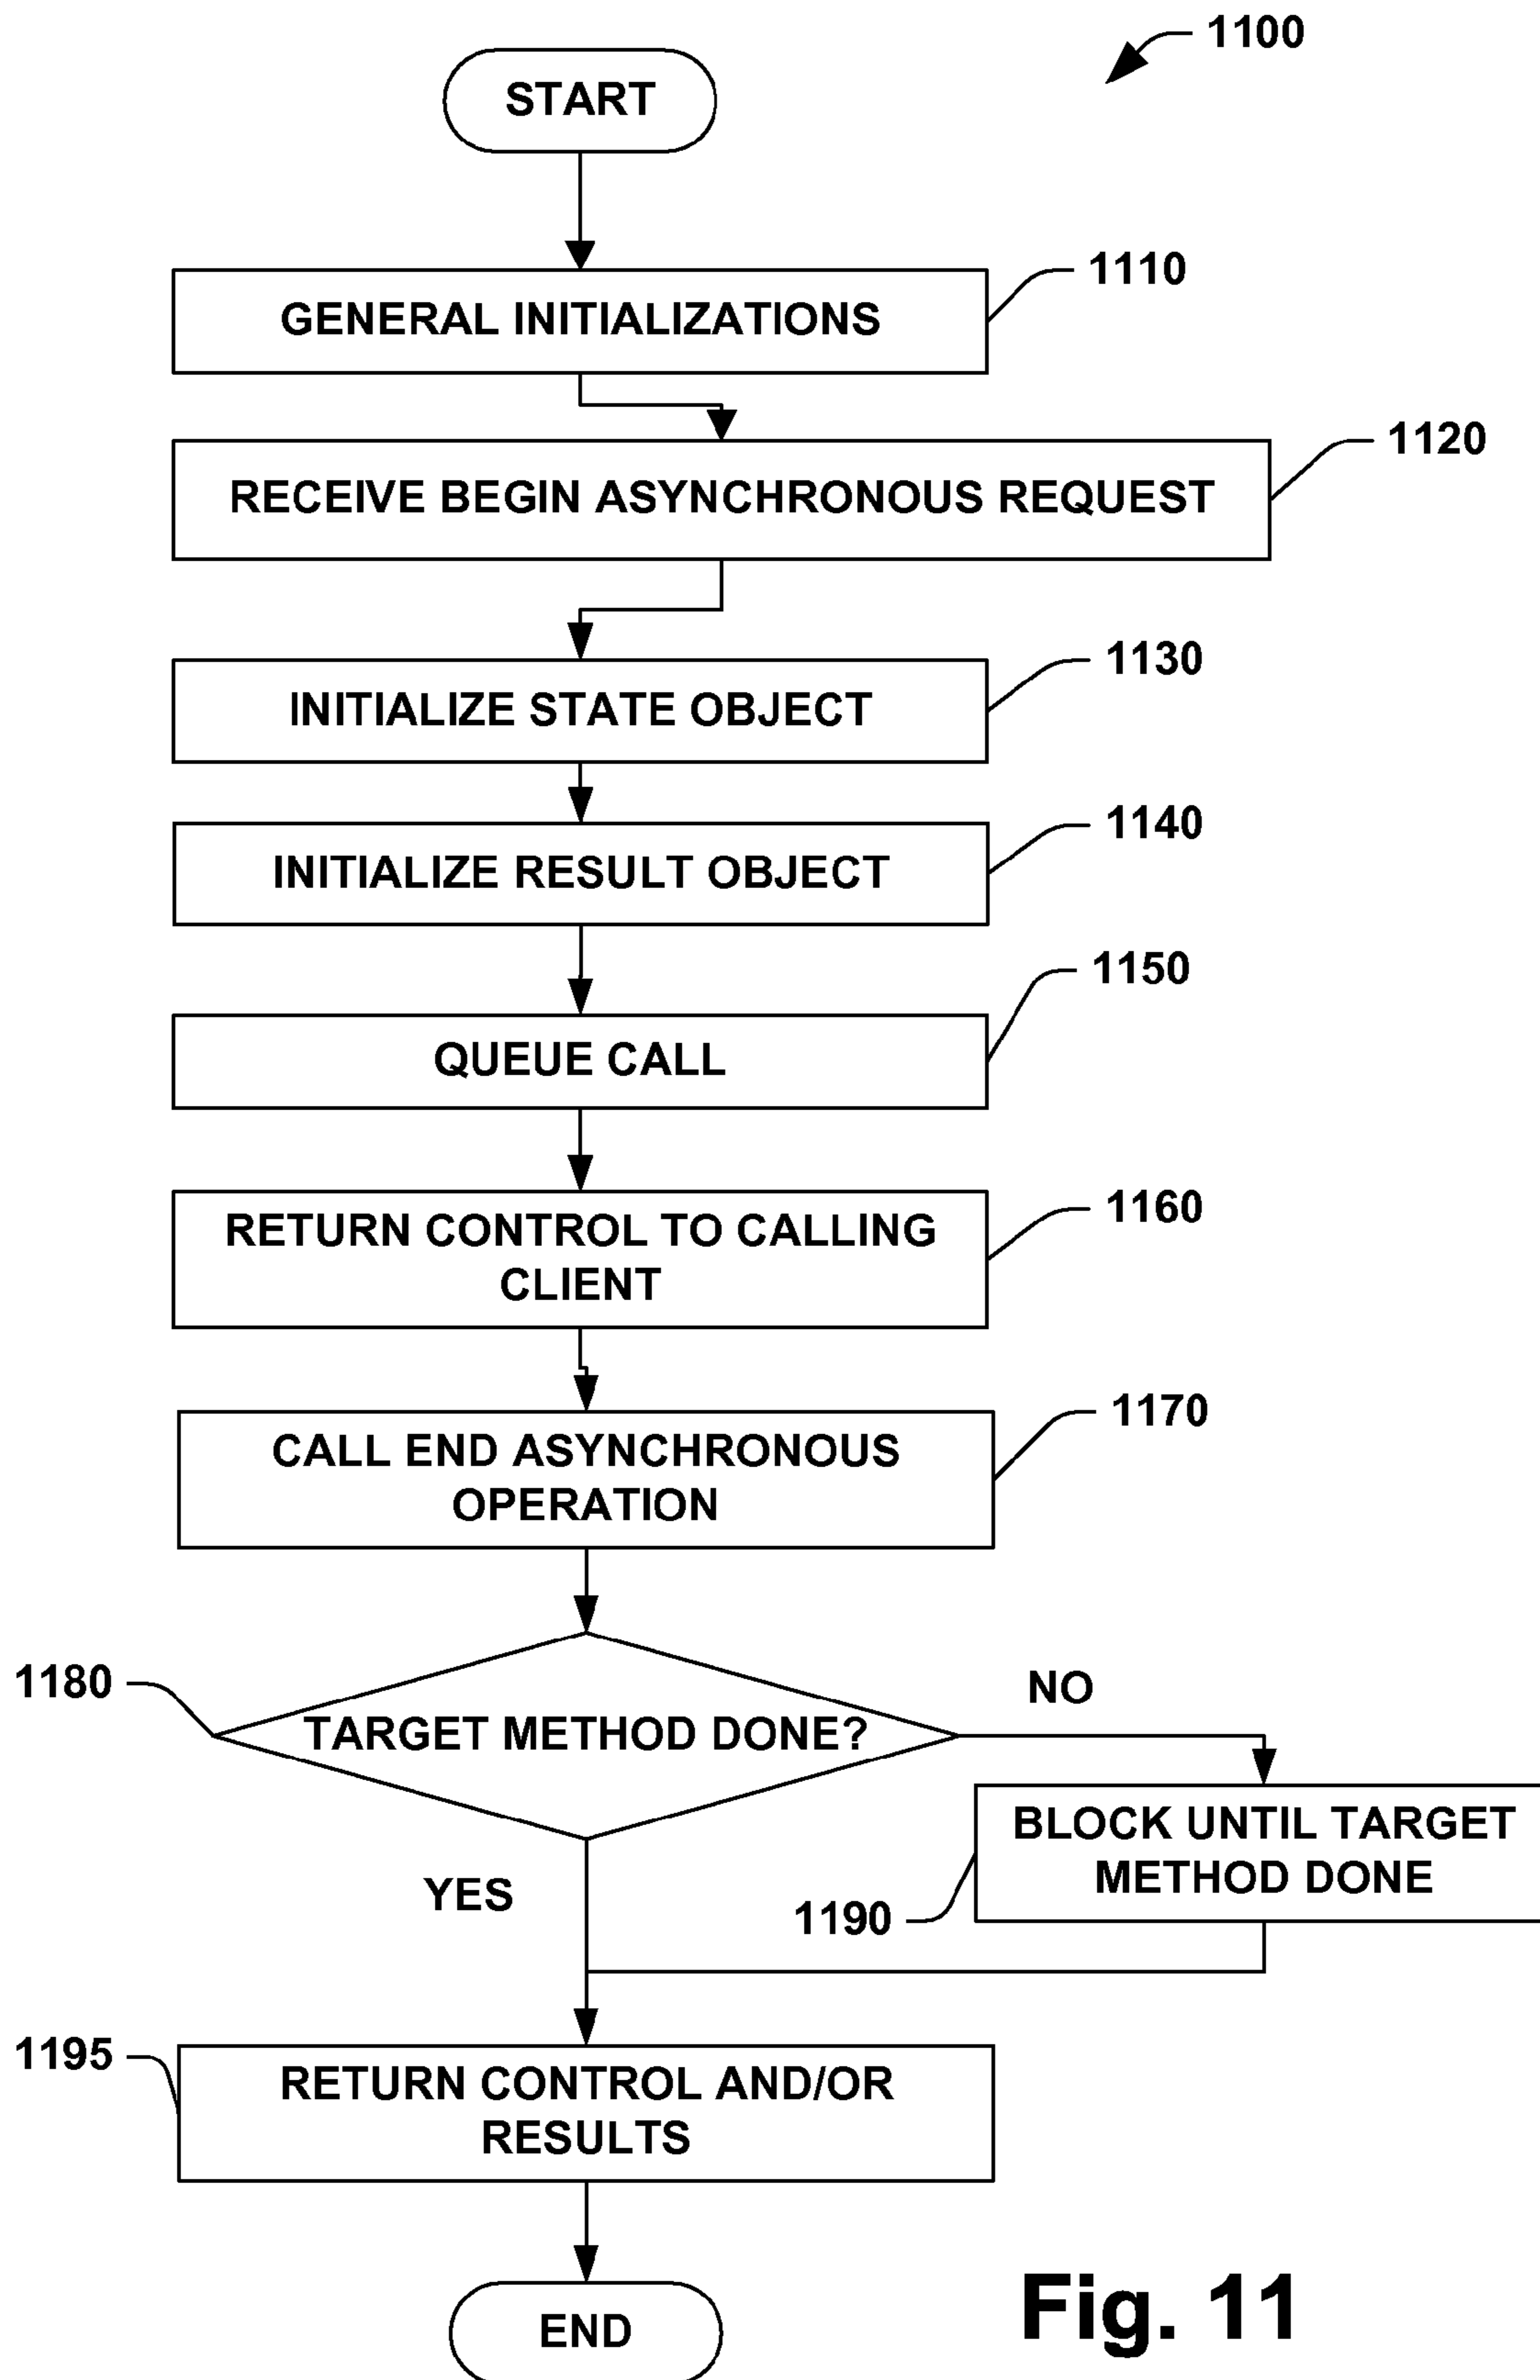 1100
START
1110
GENERAL INITIALIZATIONS
1120
RECEIVE BEGIN ASYNCHRONOUS REQUEST
1130
INITIALIZE STATE OBJECT
1140
INITIALIZE RESULT OBJECT
1150
QUEUE CALL
1160
RETURN CONTROL TO CALLING
CLIENT
1170
CALL END ASYNCHRONOUS
OPERATION
1180
TARGET METHOD DONE?
NO
BLOCK UNTIL TARGET
METHOD DONE
YES
1190
1195
RETURN CONTROL AND/OR
RESULTS
END
Fig. 11